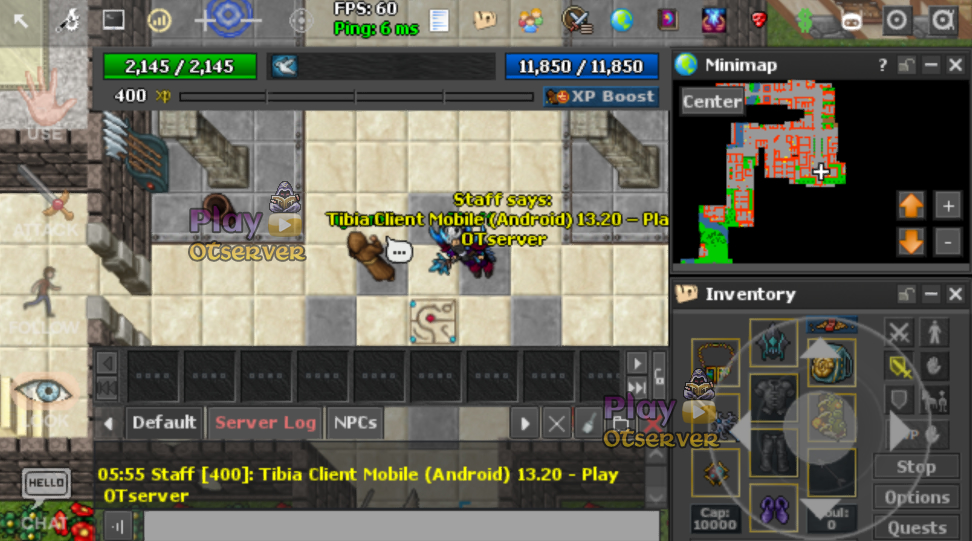 FPS: 60
Ping: 6 ms
2,145 / 2,145
11,850 / 11,850
400 xp
XP Boost
USE
Play
OTserver
Staff says:
Tibia Client Mobile (Android) 13.20 – Pla
OTserver
FOLLOW
Minimap
?
Center
+
-
Inventory
Default
Server Log
NPCs
Play
OTserver
05:55 Staff [400]: Tibia Client Mobile (Android) 13.20 - Play
OTserver
HELLO
CHAT
Cap:
10000
0
Stop
Options
Quests